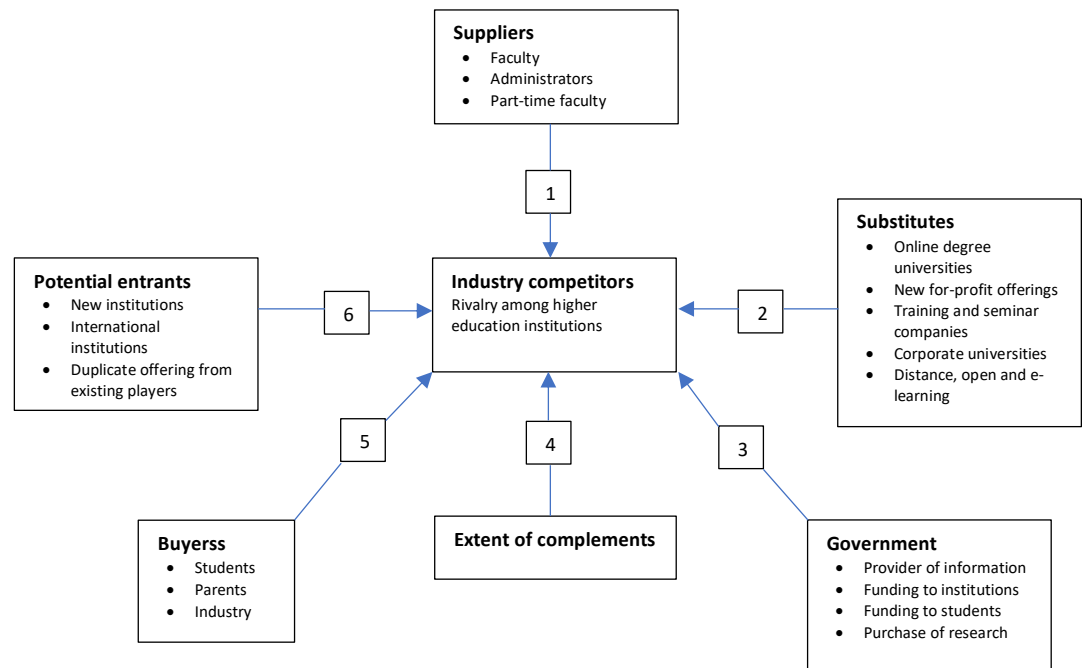 Suppliers
• Faculty
• Administrators
• Part-time faculty
1
Substitutes
• Online degree
universities
• New for-profit offerings
• Training and seminar
companies
• Corporate universities
• Distance, open and e-
learning
Potential entrants
• New institutions
• International
institutions
• Duplicate offering from
existing players
6
Industry competitors
Rivalry among higher
education institutions
2
5
4
3
Buyerss
• Students
• Parents
• Industry
Extent of complements
Government
• Provider of information
• Funding to institutions
• Funding to students
• Purchase of research